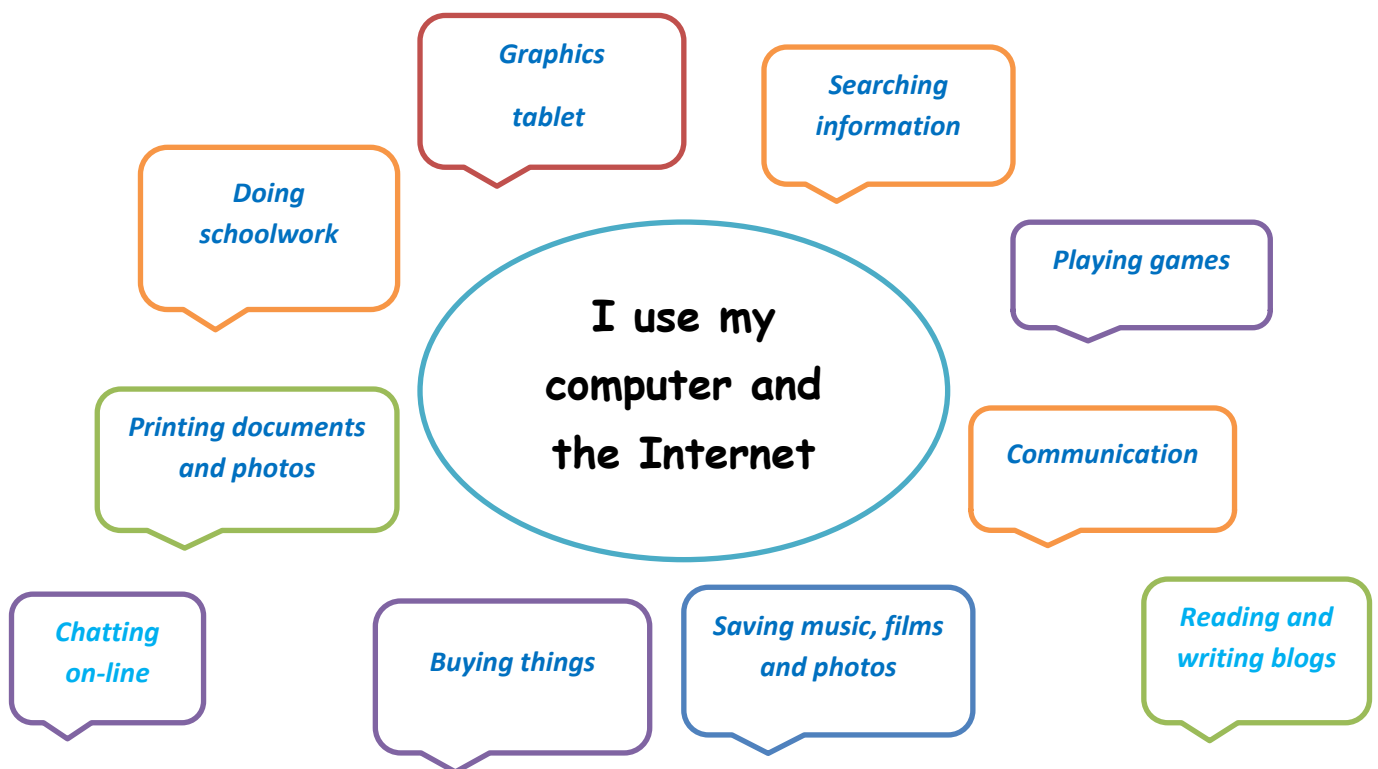 Graphics
tablet
Searching
information
Doing
schoolwork
Playing games
I use my
computer and
the Internet
Printing documents
and photos
Communication
Chatting
on-line
Buying things
Saving music, films
and photos
Reading and
writing blogs